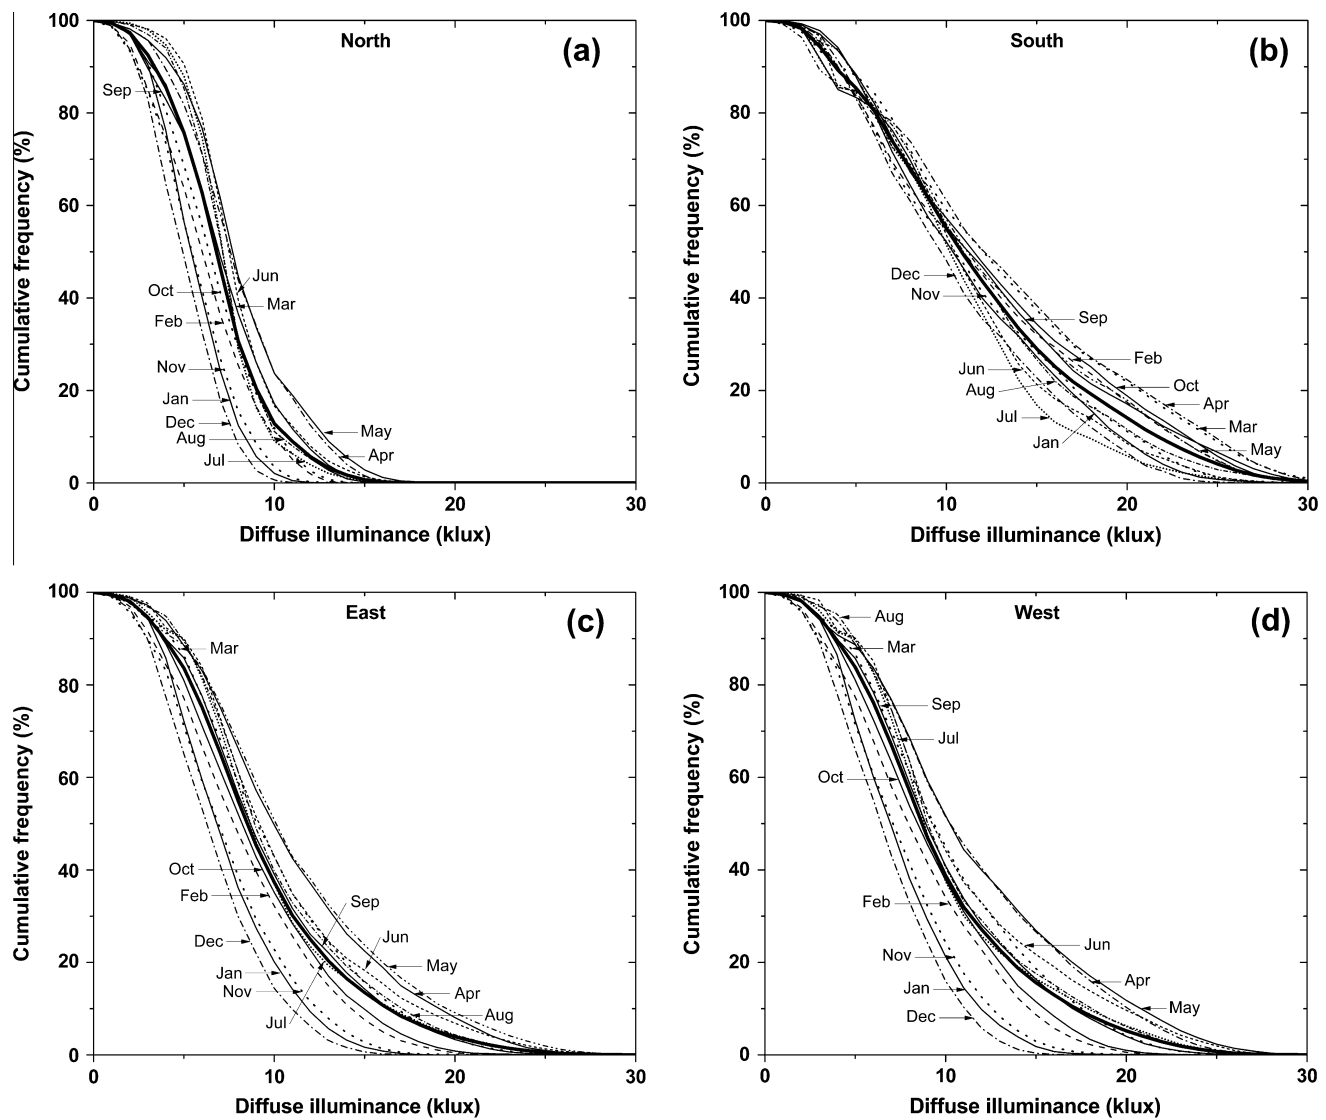 North
(a)
100
80
60
40
20
0
Cumulative frequency (%)
Sep
Jun
Oct
Mar
Feb
Nov
Jan
Dec
May
Aug
Apr
Jul
0 10 20 30
Diffuse illuminance (klux)
South
(b)
100
80
60
40
20
0
Cumulative frequency (%)
Dec
Nov
Sep
Feb
Jun
Oct
Aug
Apr
Jul
Mar
Jan
May
0 10 20 30
Diffuse illuminance (klux)
East
(c)
100
80
60
40
20
0
Cumulative frequency (%)
Mar
Oct
Feb
Sep
Dec
Jun
Jan
May
Nov
Apr
Jul
Aug
0 10 20 30
Diffuse illuminance (klux)
West
(d)
100
80
60
40
20
0
Cumulative frequency (%)
Aug
Mar
Sep
Jul
Oct
Feb
Jun
Nov
Apr
Jan
May
Dec
0 10 20 30
Diffuse illuminance (klux)